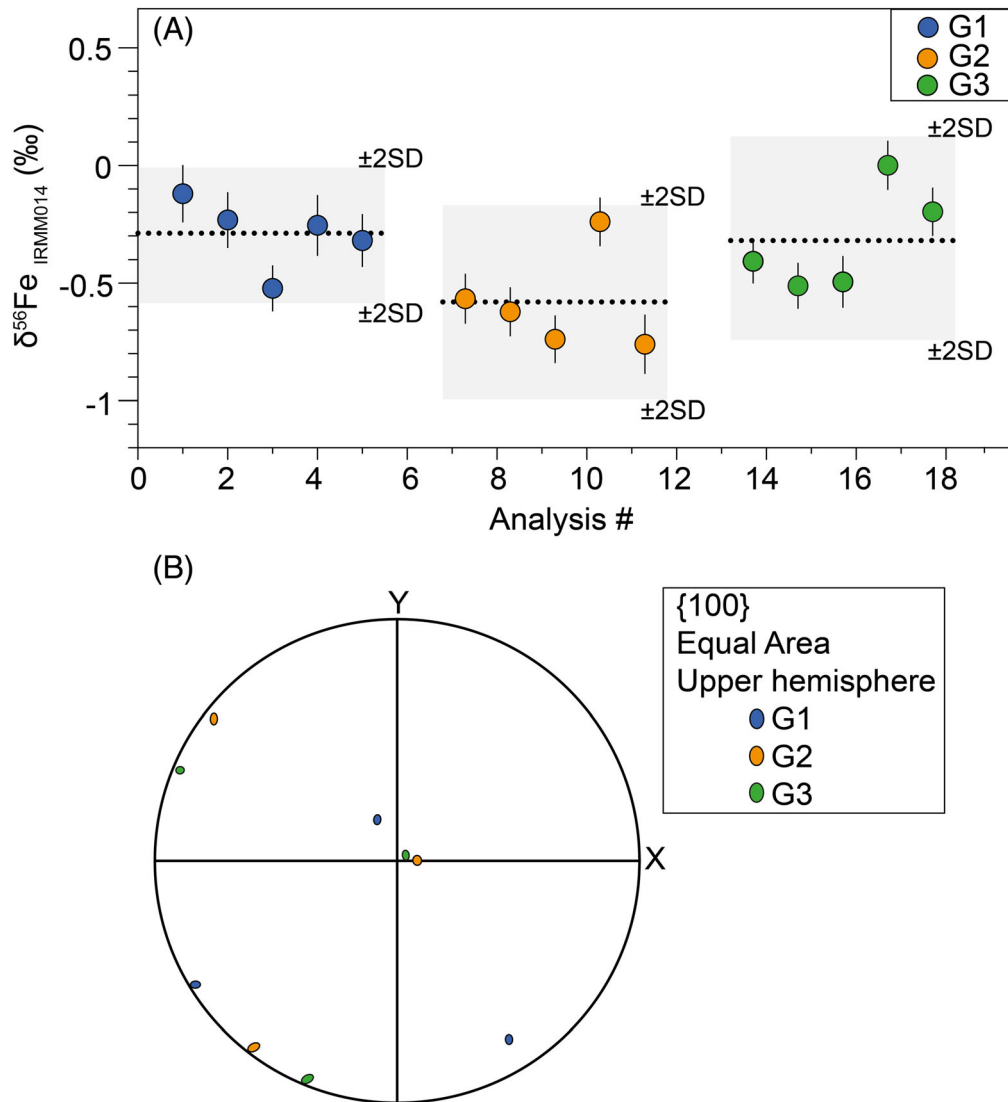 (A)
G1
G2
G3
0.5
0
-0.5
-1
δ⁵⁶Fe IRMM014 (‰)
±2SD
±2SD
±2SD
±2SD
±2SD
±2SD
0 2 4 6 8 10 12 14 16 18
Analysis #
(B)
Y
X
{100}
Equal Area
Upper hemisphere
G1
G2
G3